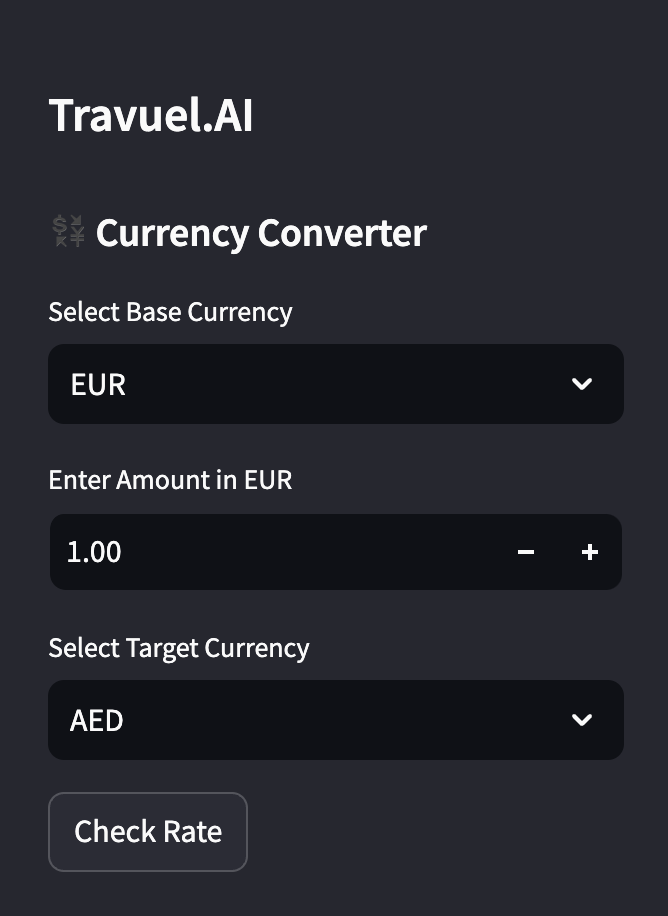 Travuel.AI
💱 Currency Converter
Select Base Currency
EUR
Enter Amount in EUR
1.00 − +
Select Target Currency
AED
Check Rate